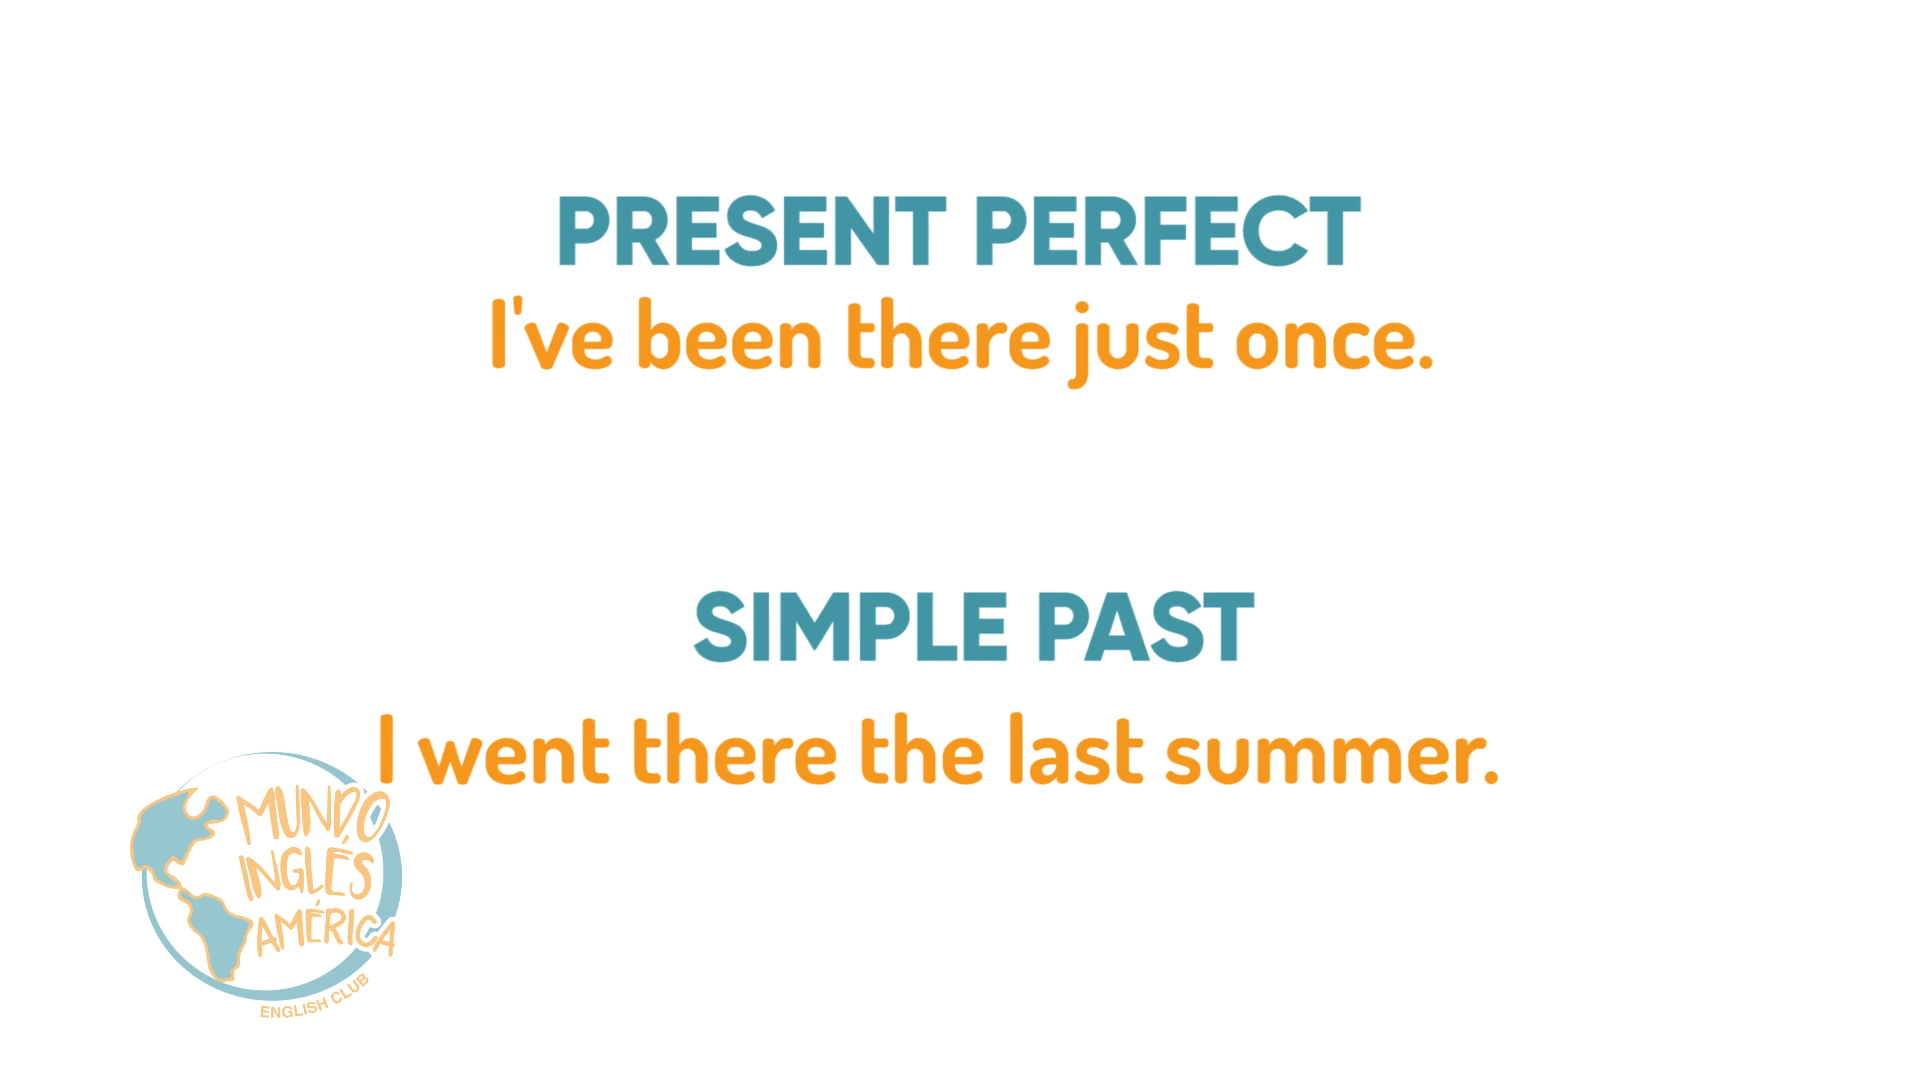 PRESENT PERFECT
I've been there just once.
SIMPLE PAST
I went there the last summer.
MUNDO
INGLÉS
AMÉRICA
ENGLISH CLUB